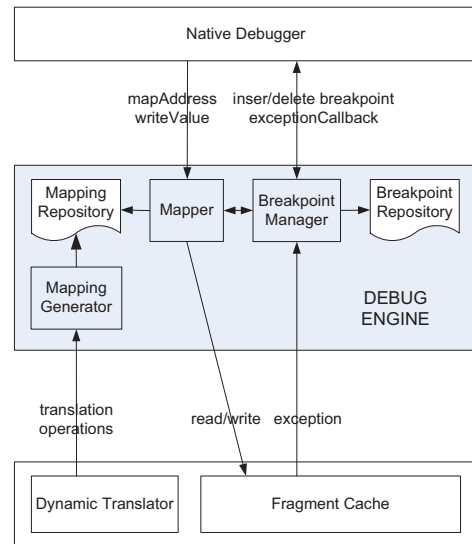 Native Debugger
mapAddress
writeValue
inser/delete breakpoint
exceptionCallback
Mapping
Repository
Mapper
Breakpoint
Manager
Breakpoint
Repository
Mapping
Generator
DEBUG
ENGINE
translation
operations
read/write
exception
Dynamic Translator
Fragment Cache